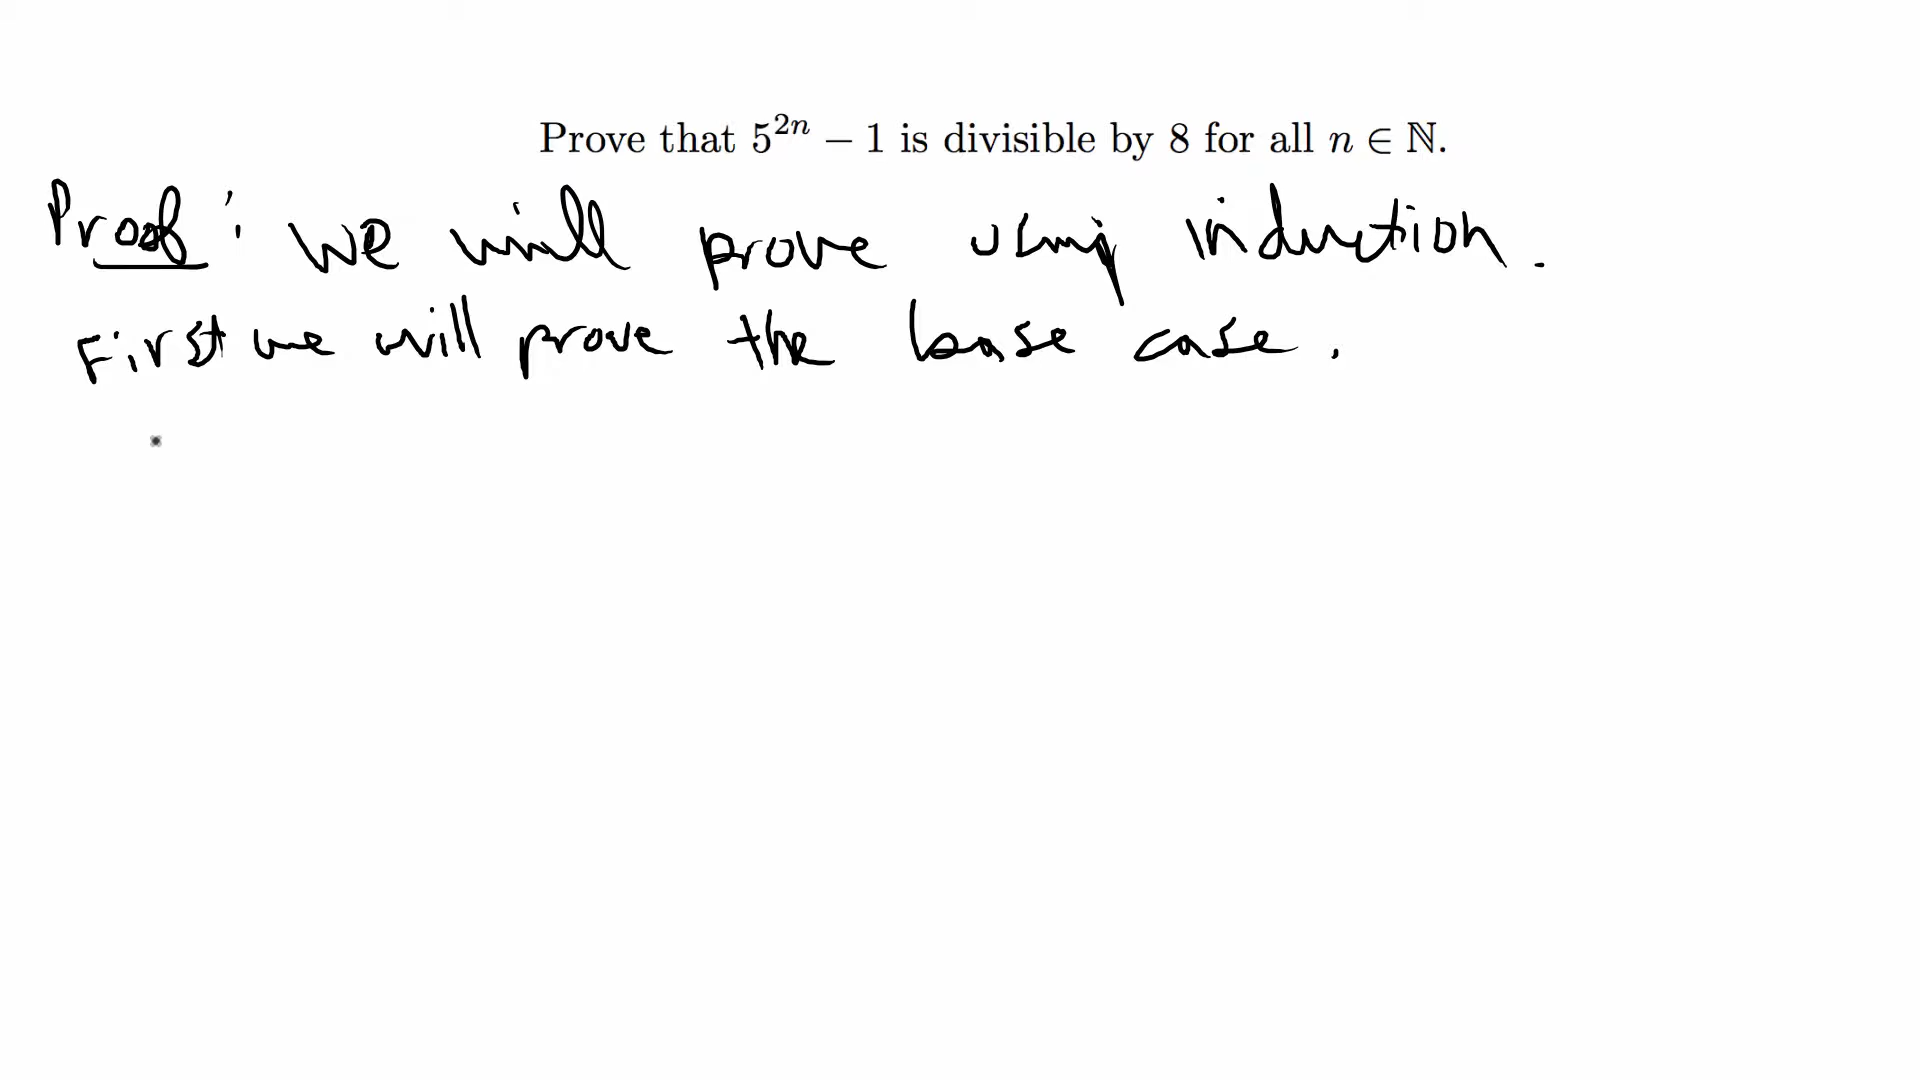 Prove that 5^{2n} − 1 is divisible by 8 for all n ∈ ℕ.
Proof: We will prove using induction.
First we will prove the base case.